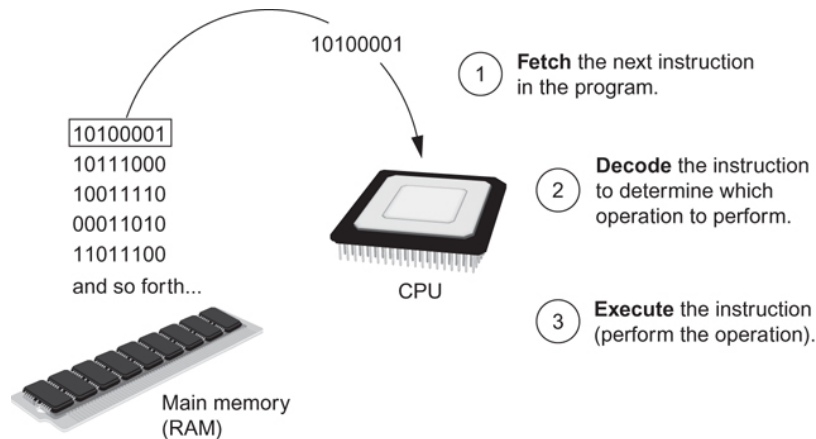 10100001
1 Fetch the next instruction
in the program.
10100001
10111000
10011110
00011010
11011100
and so forth...
2 Decode the instruction
to determine which
operation to perform.
CPU
3 Execute the instruction
(perform the operation).
Main memory
(RAM)